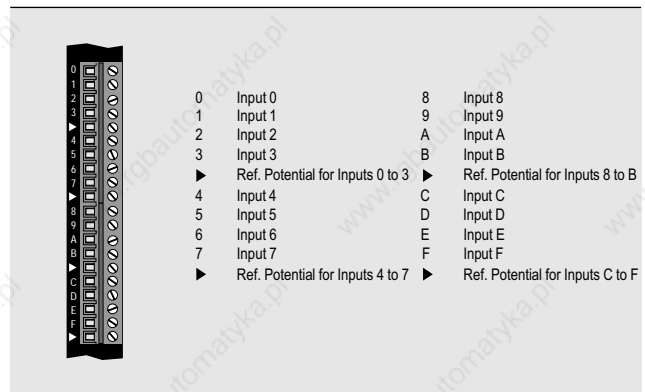 0
1
2
3
▶
4
5
6
7
▶
8
9
A
B
▶
C
D
E
F
▶
0 Input 0
1 Input 1
2 Input 2
3 Input 3
▶ Ref. Potential for Inputs 0 to 3
4 Input 4
5 Input 5
6 Input 6
7 Input 7
▶ Ref. Potential for Inputs 4 to 7
8 Input 8
9 Input 9
A Input A
B Input B
▶ Ref. Potential for Inputs 8 to B
C Input C
D Input D
E Input E
F Input F
▶ Ref. Potential for Inputs C to F
www.rgbautomatyka.pl